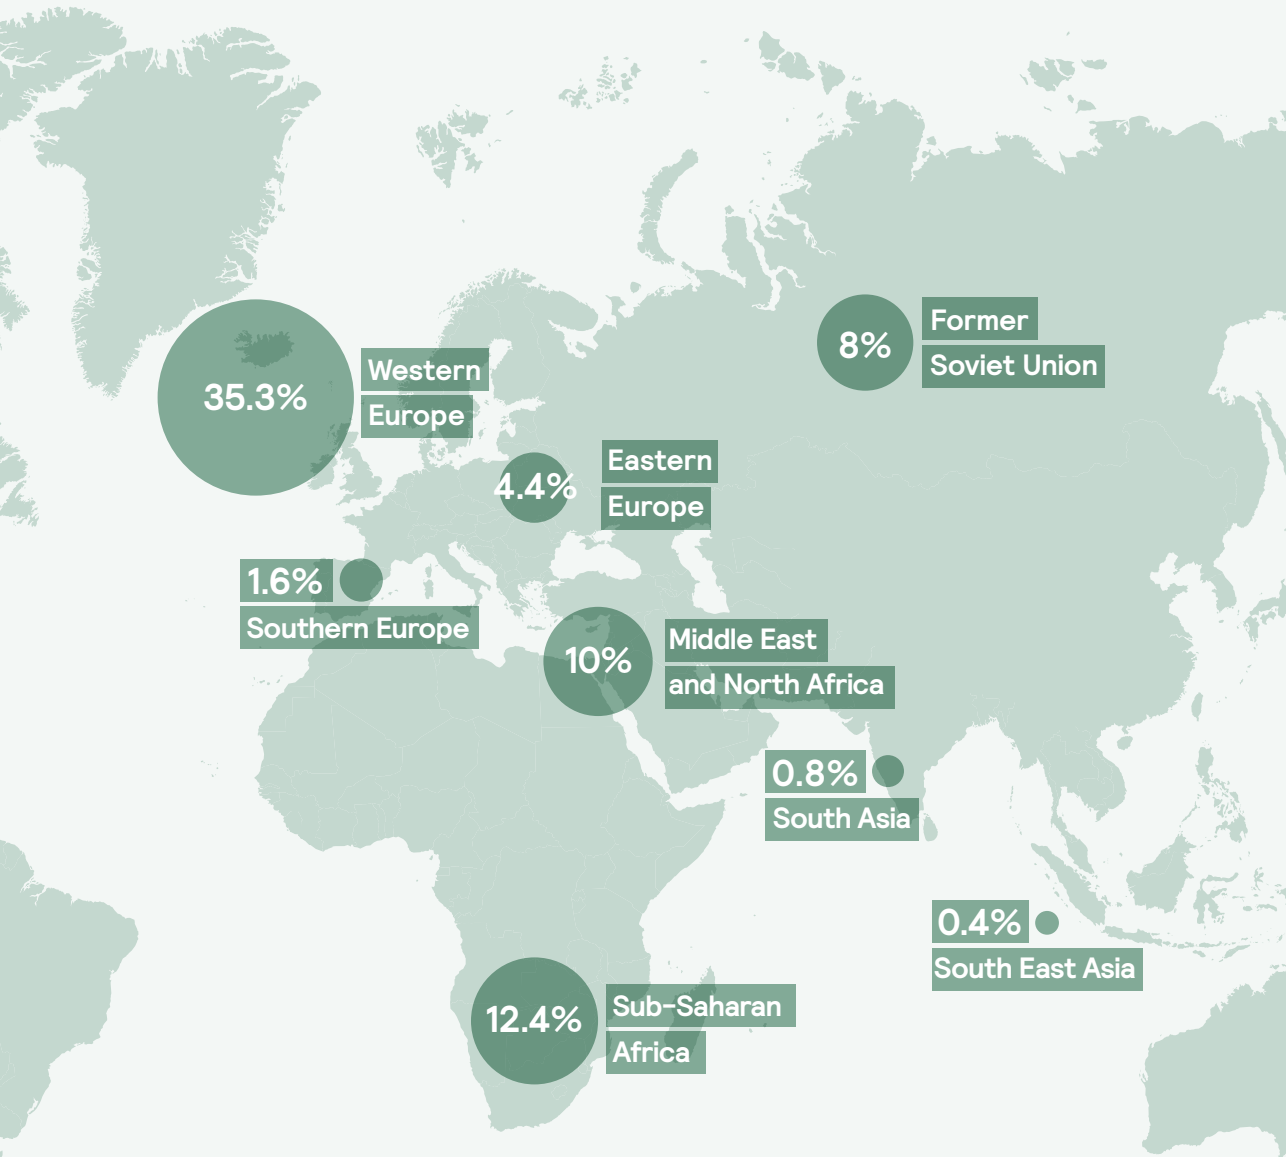 Former
8%
Soviet Union
Western
35.3%
Europe
Eastern
4.4%
Europe
1.6%
Southern Europe
Middle East
10%
and North Africa
0.8%
South Asia
0.4%
South East Asia
Sub-Saharan
12.4%
Africa